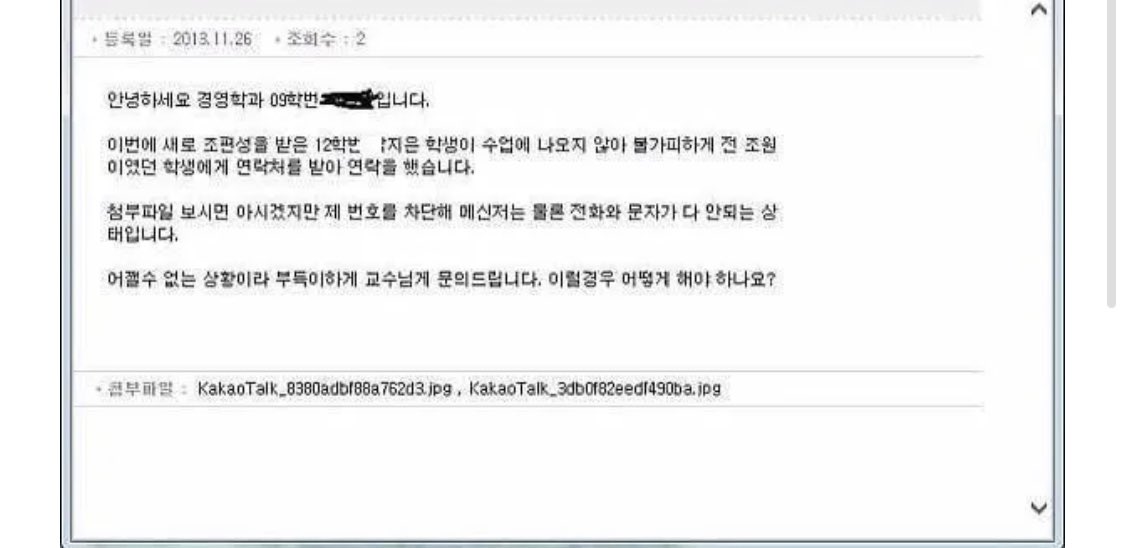 • 등록일 : 2013.11.26 • 조회수 : 2
안녕하세요 경영학과 09학번 입니다.
이번에 새로 조편성을 받은 12학번 지은 학생이 수업에 나오지 않아 불가피하게 전 조원
이였던 학생에게 연락처를 받아 연락을 했습니다.
첨부파일 보시면 아시겠지만 제 번호를 차단해 메신저는 물론 전화와 문자가 다 안되는 상
태입니다.
어쩔수 없는 상황이라 부득이하게 교수님게 문의드립니다. 이럴경우 어떻게 해야 하나요?
• 첨부파일 : KakaoTalk_8380adbf88a762d3.jpg , KakaoTalk_3db0f82eedf490ba.jpg